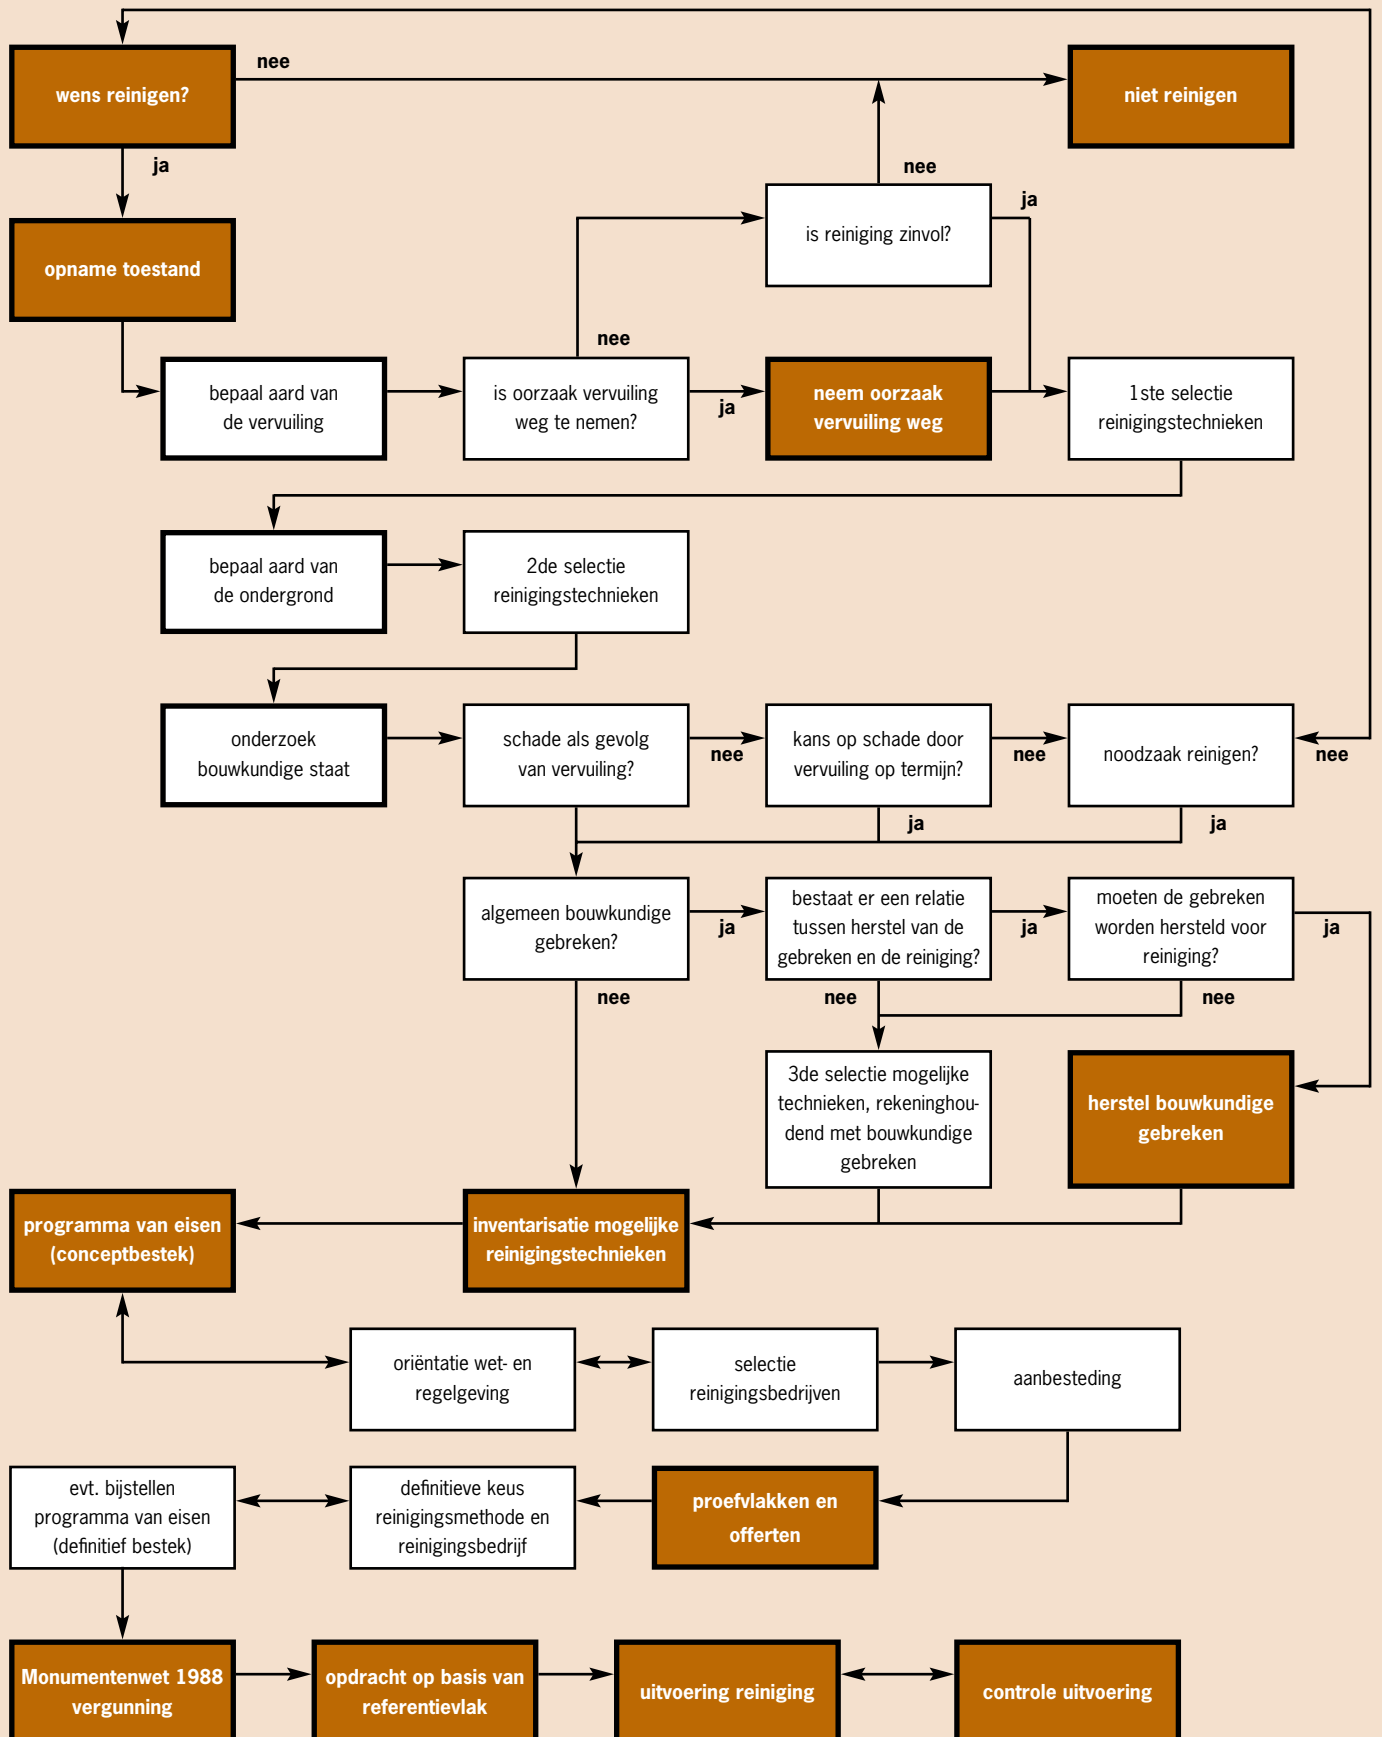 nee
wens reinigen?
niet reinigen
ja
nee
ja
is reiniging zinvol?
opname toestand
nee
bepaal aard van
de vervuiling
is oorzaak vervuiling
weg te nemen?
ja
neem oorzaak
vervuiling weg
1ste selectie
reinigingstechnieken
bepaal aard van
de ondergrond
2de selectie
reinigingstechnieken
onderzoek
bouwkundige staat
schade als gevolg
van vervuiling?
nee
kans op schade door
vervuiling op termijn?
nee
noodzaak reinigen?
nee
ja
ja
algemeen bouwkundige
gebreken?
ja
bestaat er een relatie
tussen herstel van de
gebreken en de reiniging?
ja
moeten de gebreken
worden hersteld voor
reiniging?
ja
nee
nee
nee
3de selectie mogelijke
technieken, rekeninghou-
dend met bouwkundige
gebreken
herstel bouwkundige
gebreken
programma van eisen
(conceptbestek)
inventarisatie mogelijke
reinigingstechnieken
oriëntatie wet- en
regelgeving
selectie
reinigingsbedrijven
aanbesteding
evt. bijstellen
programma van eisen
(definitief bestek)
definitieve keus
reinigingsmethode en
reinigingsbedrijf
proefvlakken en
offerten
Monumentenwet 1988
vergunning
opdracht op basis van
referentievlak
uitvoering reiniging
controle uitvoering